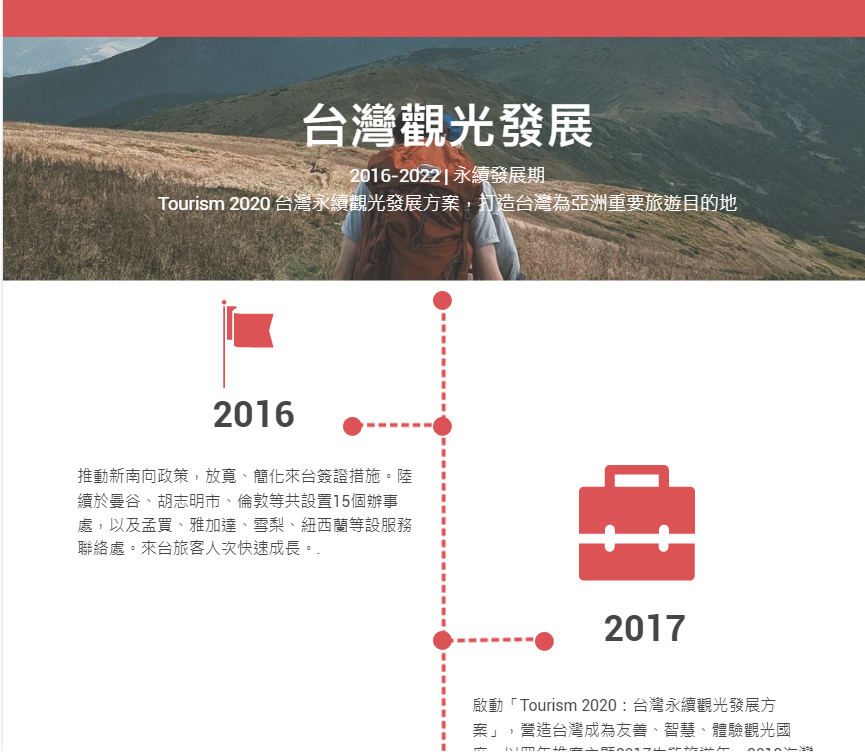 台灣觀光發展
2016-2022 | 永續發展期
Tourism 2020 台灣永續觀光發展方案，打造台灣為亞洲重要旅遊目的地
2016
推動新南向政策，放寬、簡化來台簽證措施。陸
續於曼谷、胡志明市、倫敦等共設置15個辦事
處，以及孟買、雅加達、雪梨、紐西蘭等設服務
聯絡處。來台旅客人次快速成長。.
2017
啟動「Tourism 2020：台灣永續觀光發展方
案」，營造台灣成為友善、智慧、體驗觀光國